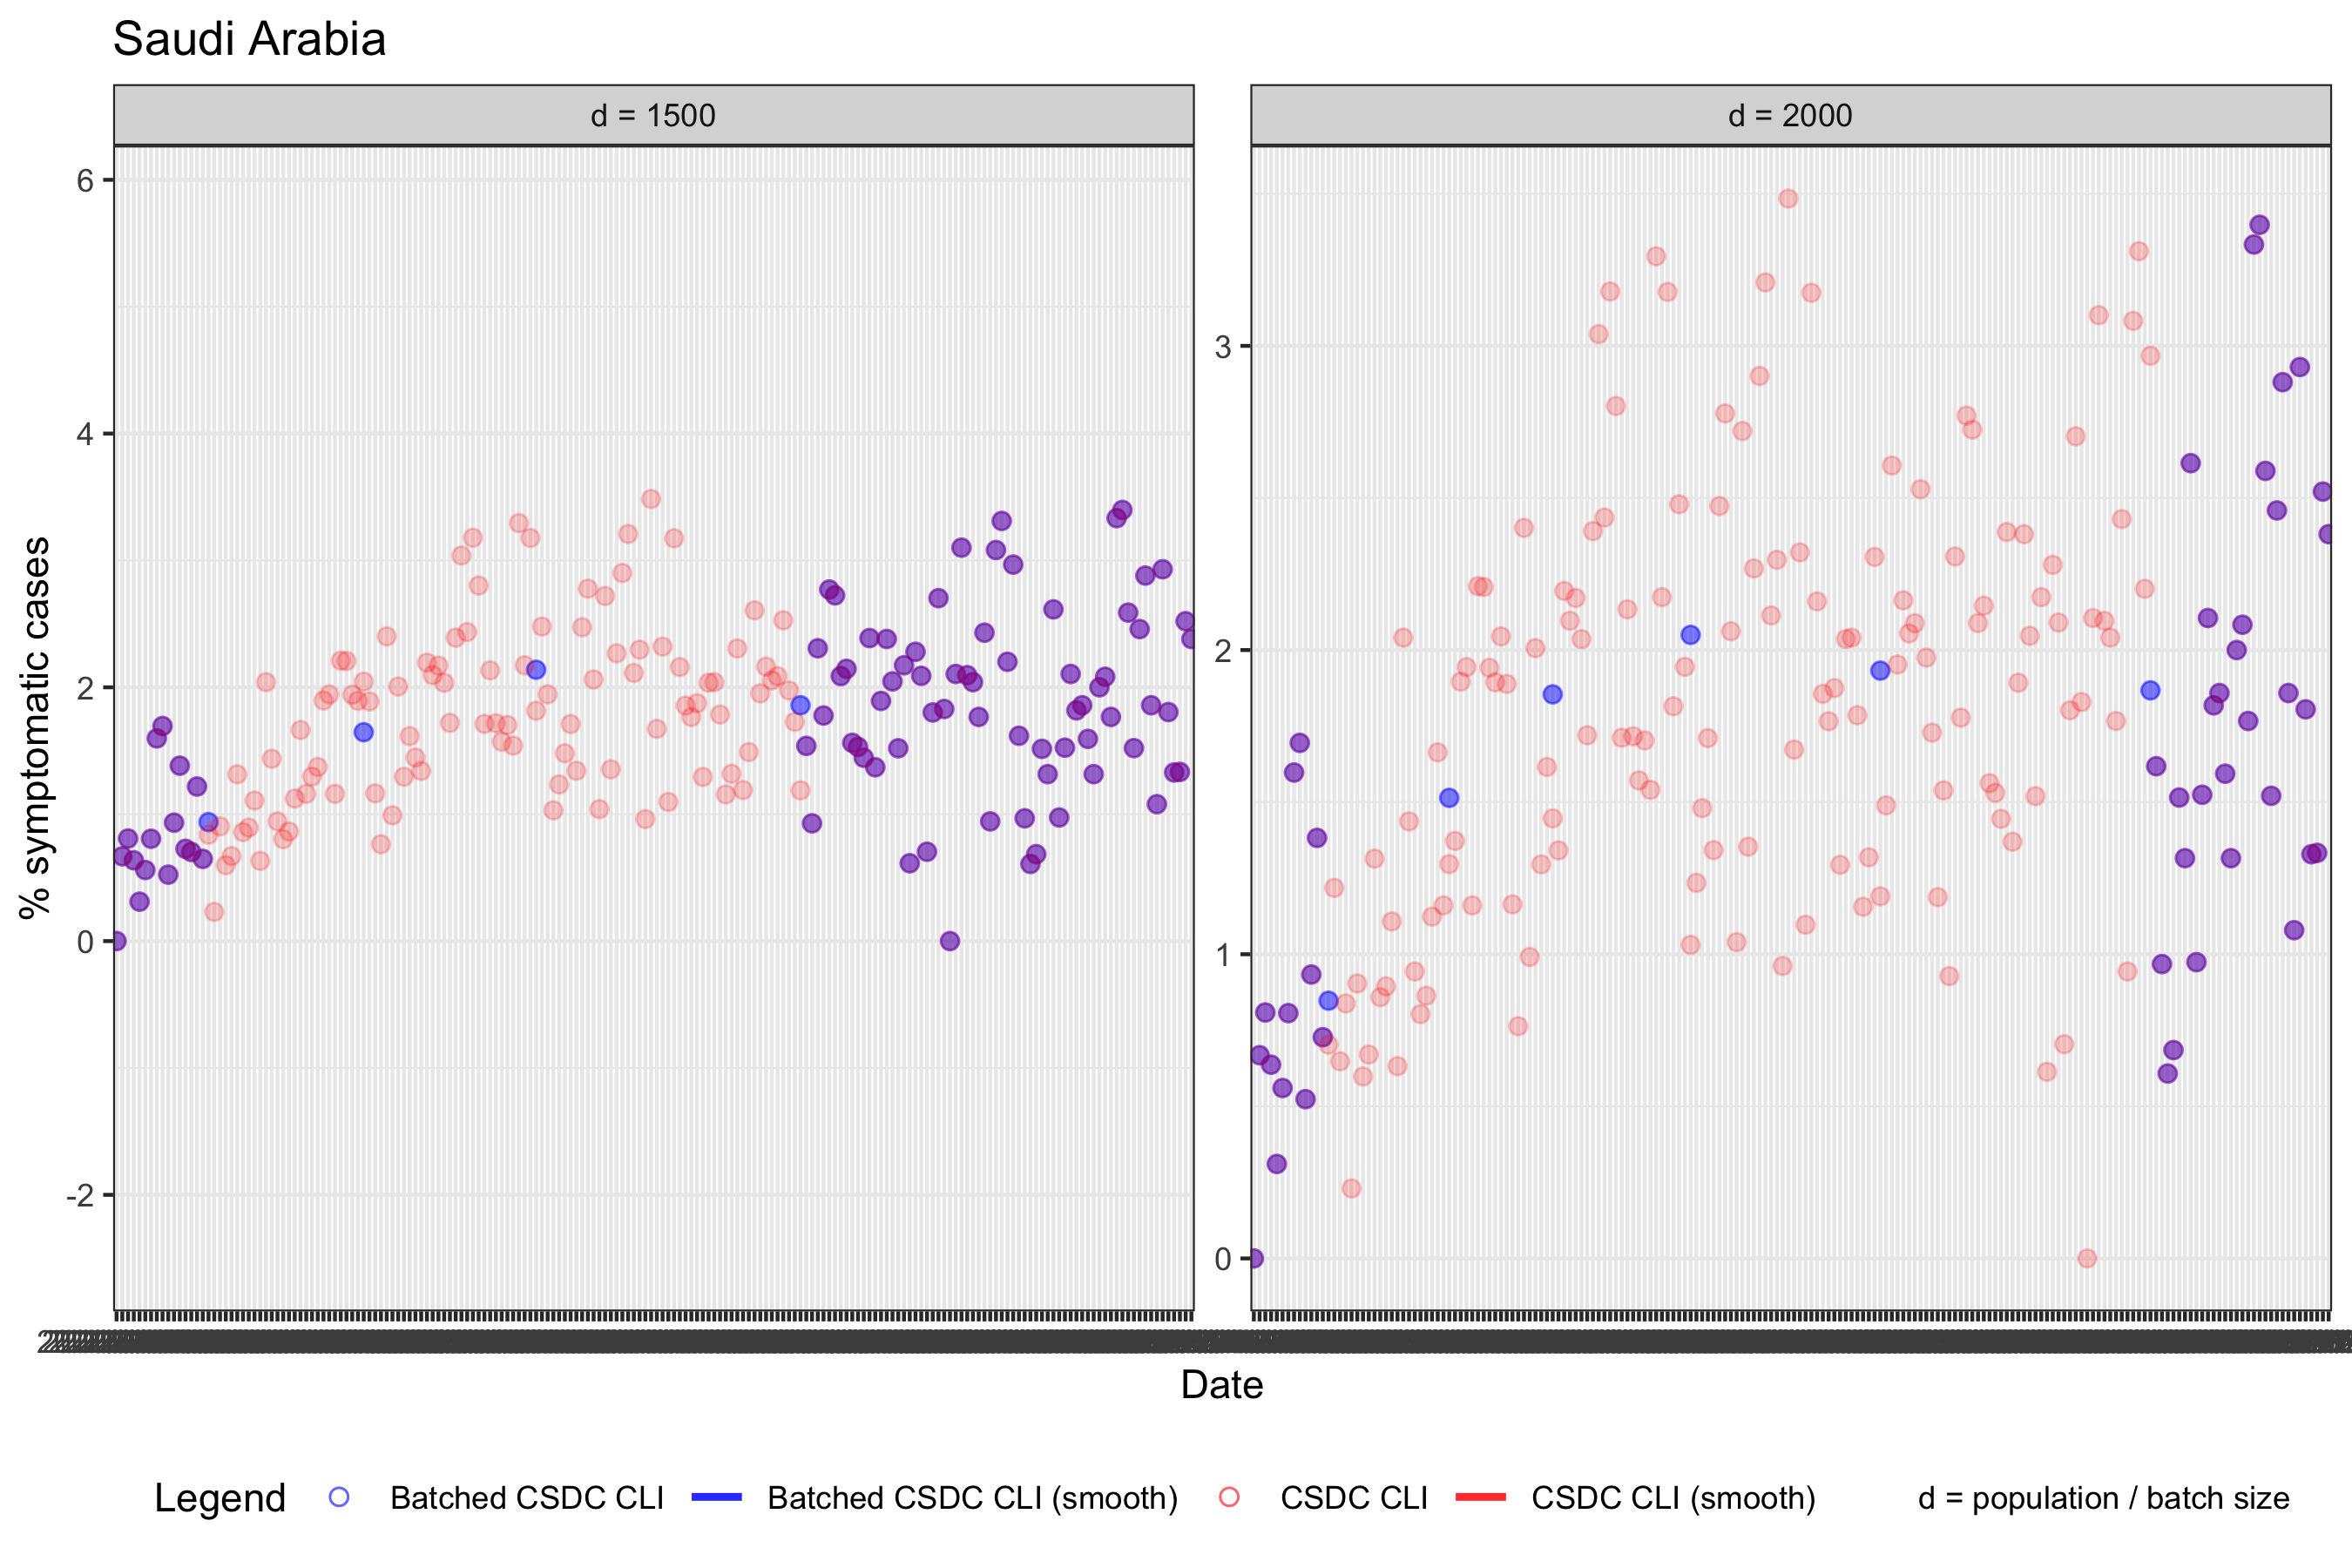 Saudi Arabia
d = 1500
d = 2000
% symptomatic cases
6
4
2
0
-2
3
2
1
0
Date
Legend
Batched CSDC CLI
Batched CSDC CLI (smooth)
CSDC CLI
CSDC CLI (smooth)
d = population / batch size